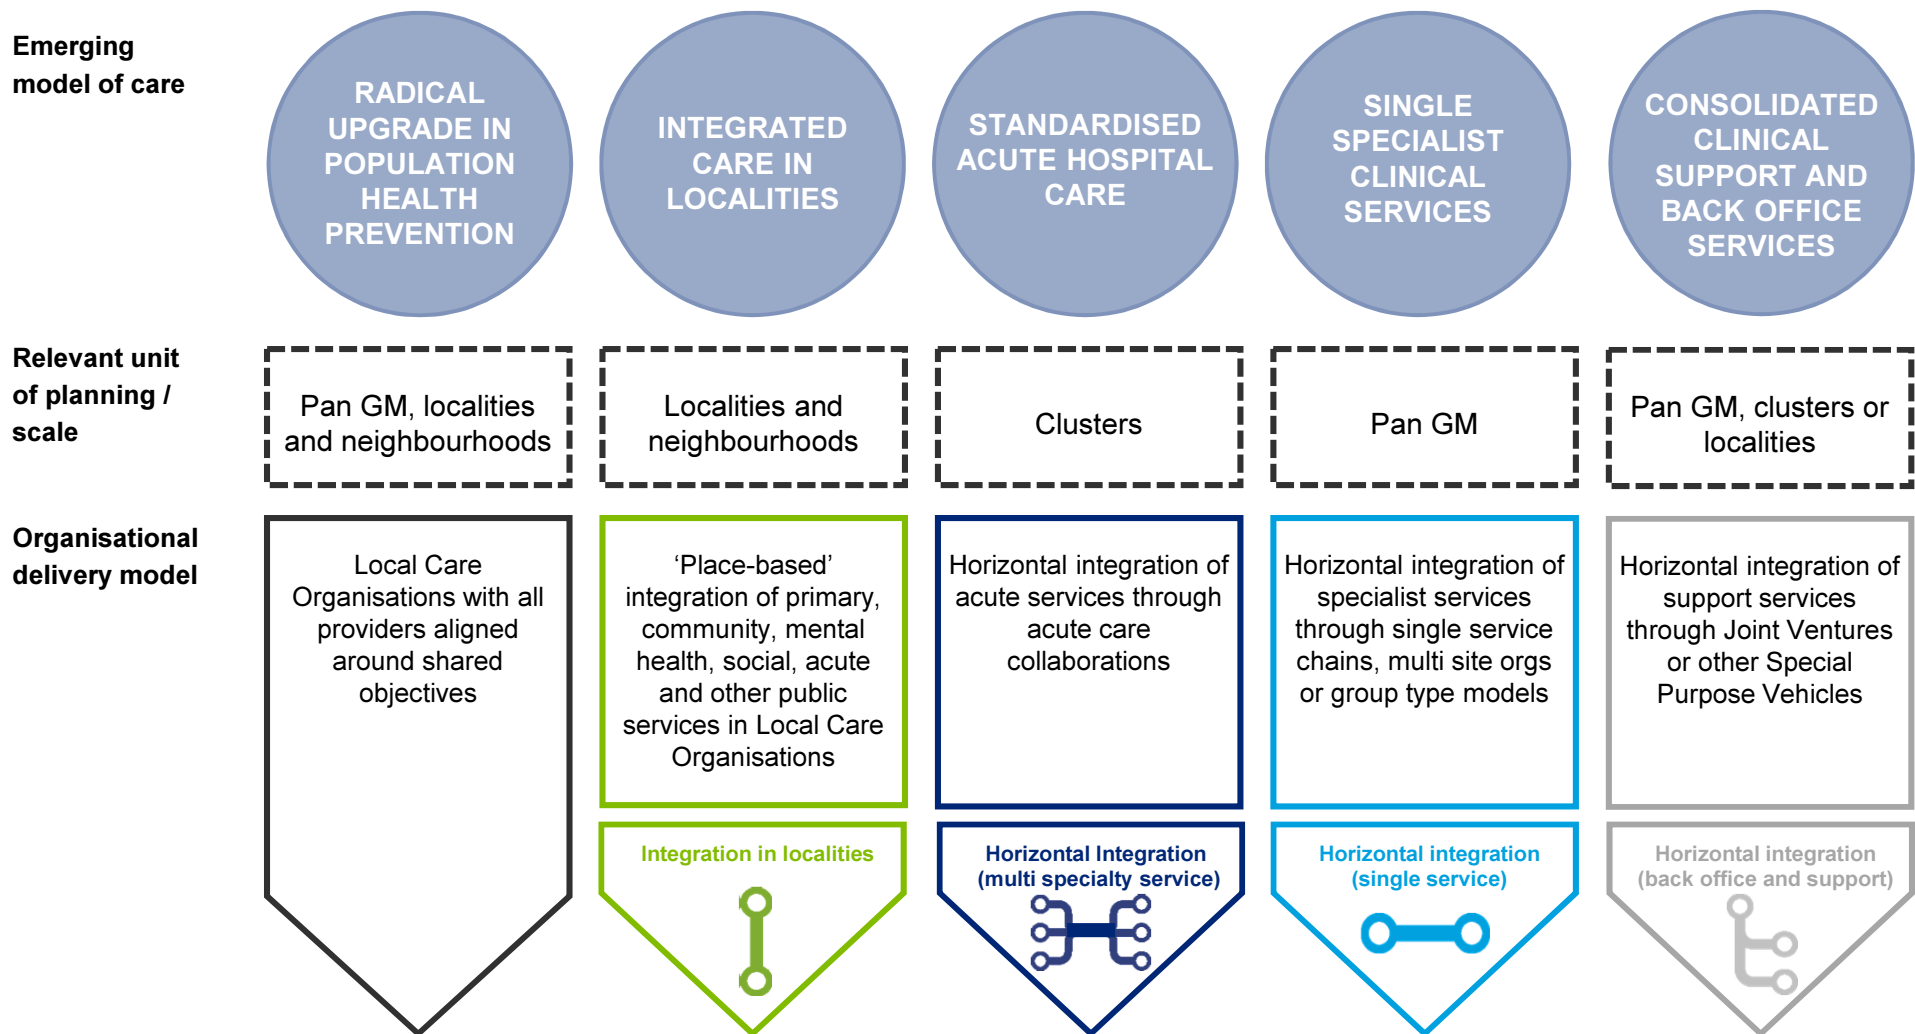 Emerging
model of care
RADICAL
UPGRADE IN
POPULATION
HEALTH
PREVENTION
INTEGRATED
CARE IN
LOCALITIES
STANDARDISED
ACUTE HOSPITAL
CARE
SINGLE
SPECIALIST
CLINICAL
SERVICES
CONSOLIDATED
CLINICAL
SUPPORT AND
BACK OFFICE
SERVICES
Relevant unit
of planning /
scale
Pan GM, localities
and neighbourhoods
Localities and
neighbourhoods
Clusters
Pan GM
Pan GM, clusters or
localities
Organisational
delivery model
Local Care
Organisations with all
providers aligned
around shared
objectives
‘Place-based’
integration of primary,
community, mental
health, social, acute
and other public
services in Local Care
Organisations
Horizontal integration of
acute services through
acute care
collaborations
Horizontal integration of
specialist services
through single service
chains, multi site orgs
or group type models
Horizontal integration of
support services
through Joint Ventures
or other Special
Purpose Vehicles
Integration in localities
Horizontal Integration
(multi specialty service)
Horizontal integration
(single service)
Horizontal integration
(back office and support)